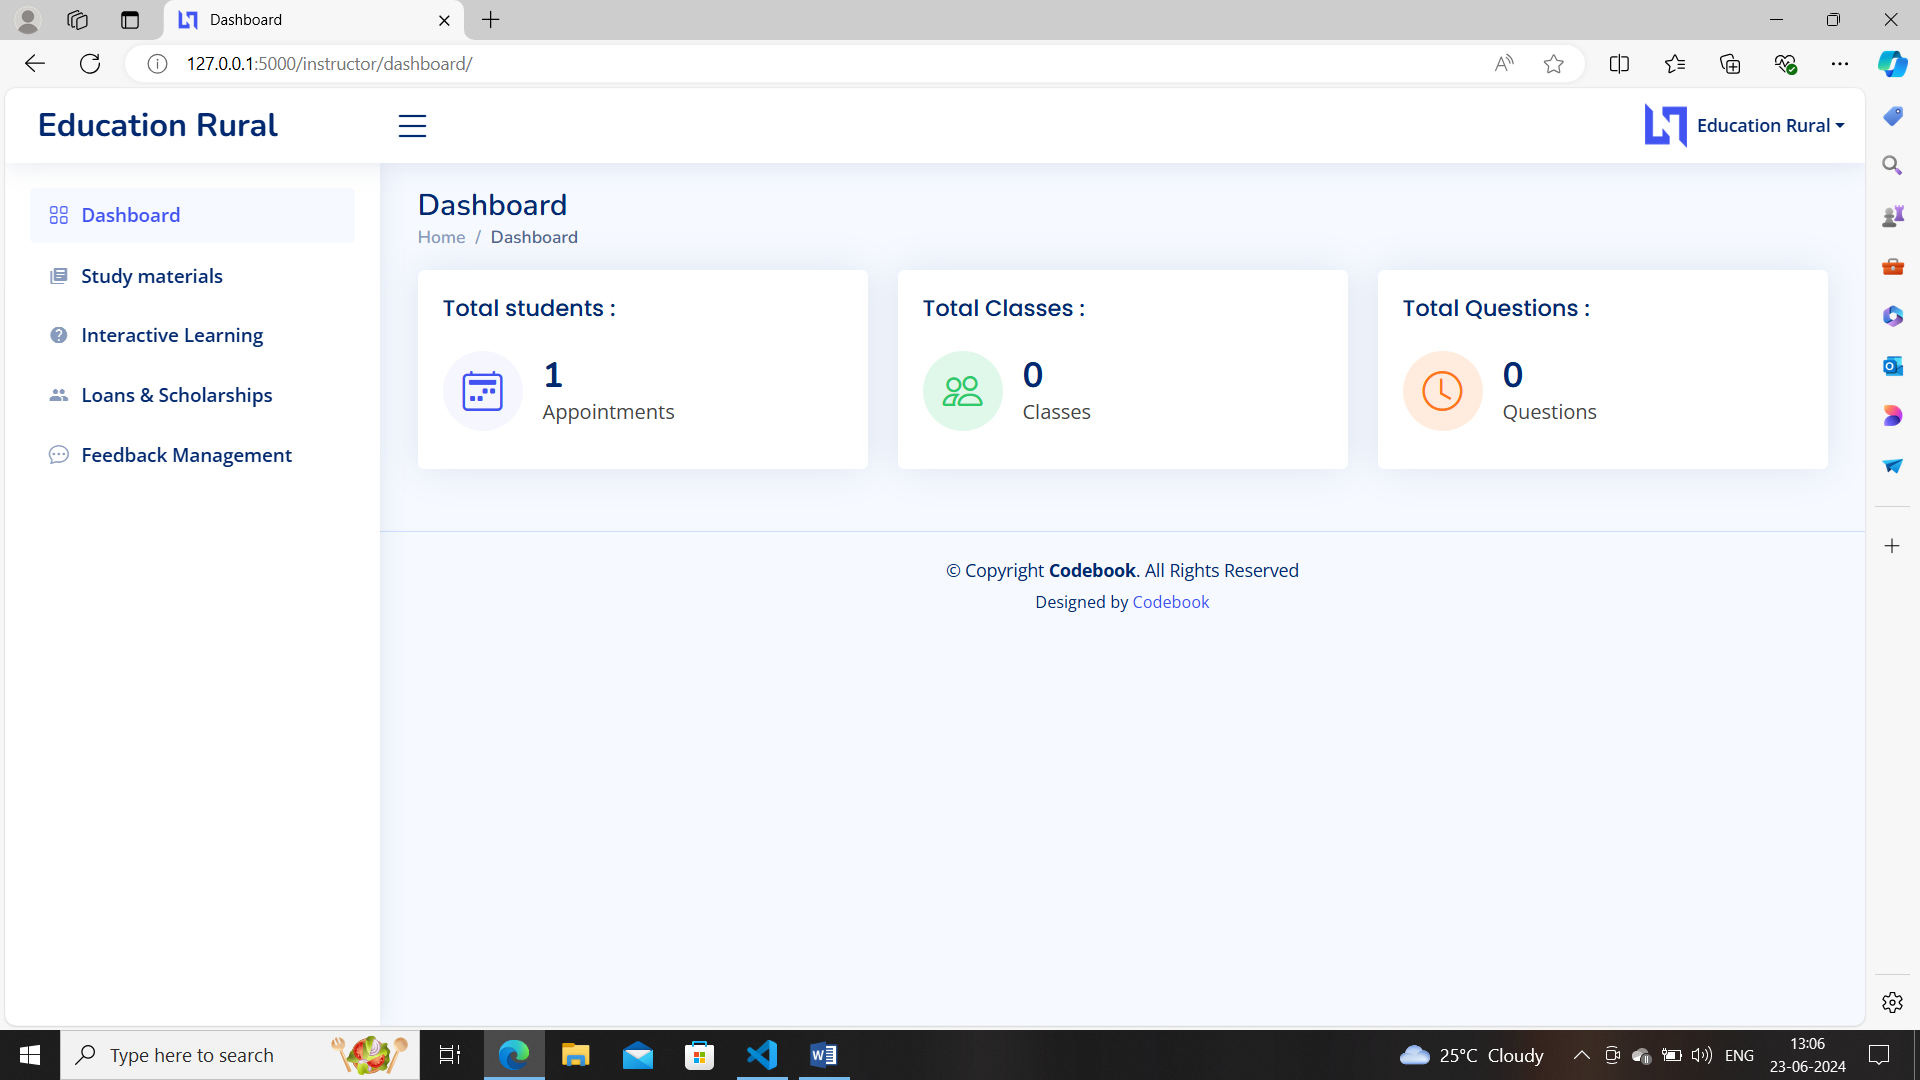 Dashboard
127.0.0.1:5000/instructor/dashboard/
Education Rural
Education Rural
Dashboard
Study materials
Interactive Learning
Loans & Scholarships
Feedback Management
Dashboard
Home / Dashboard
Total students :
1
Appointments
Total Classes :
0
Classes
Total Questions :
0
Questions
© Copyright Codebook. All Rights Reserved
Designed by Codebook
Type here to search
25°C Cloudy
ENG
13:06
23-06-2024